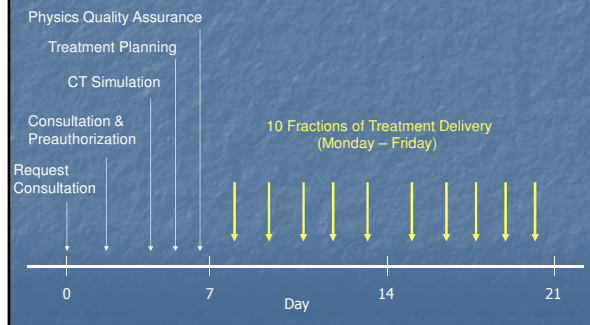 Physics Quality Assurance
Treatment Planning
CT Simulation
Consultation &
Preauthorization
Request
Consultation
10 Fractions of Treatment Delivery
(Monday – Friday)
0
7
14
21
Day